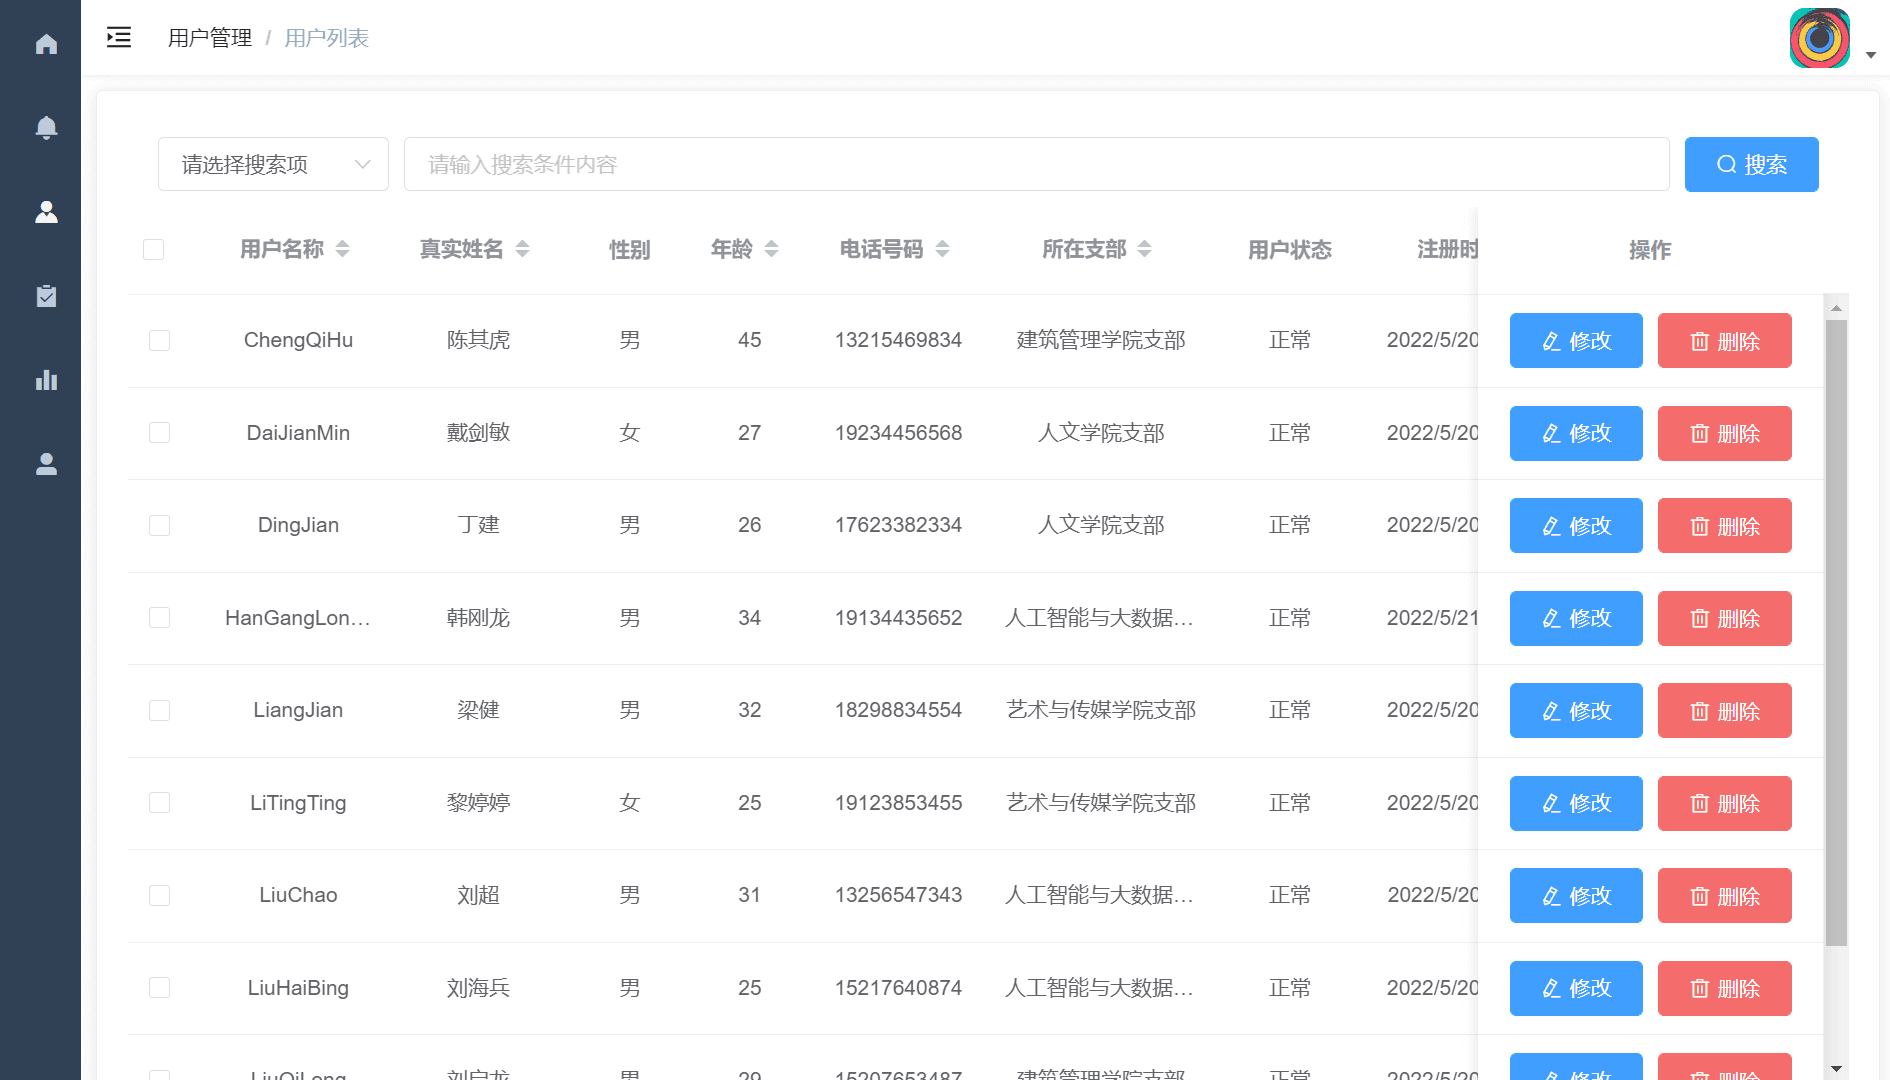 用户管理 / 用户列表
请选择搜索项 请输入搜索条件内容 搜索
用户名称 真实姓名 性别 年龄 电话号码 所在支部 用户状态 注册时 操作
ChengQiHu 陈其虎 男 45 13215469834 建筑管理学院支部 正常 2022/5/20 修改 删除
DaiJianMin 戴剑敏 女 27 19234456568 人文学院支部 正常 2022/5/20 修改 删除
DingJian 丁建 男 26 17623382334 人文学院支部 正常 2022/5/20 修改 删除
HanGangLon... 韩刚龙 男 34 19134435652 人工智能与大数据... 正常 2022/5/21 修改 删除
LiangJian 梁健 男 32 18298834554 艺术与传媒学院支部 正常 2022/5/20 修改 删除
LiTingTing 黎婷婷 女 25 19123853455 艺术与传媒学院支部 正常 2022/5/20 修改 删除
LiuChao 刘超 男 31 13256547343 人工智能与大数据... 正常 2022/5/20 修改 删除
LiuHaiBing 刘海兵 男 25 15217640874 人工智能与大数据... 正常 2022/5/20 修改 删除
LiuQiLong 刘启龙 男 29 15207653487 建筑管理学院支部 正常 2022/5/20 修改 删除